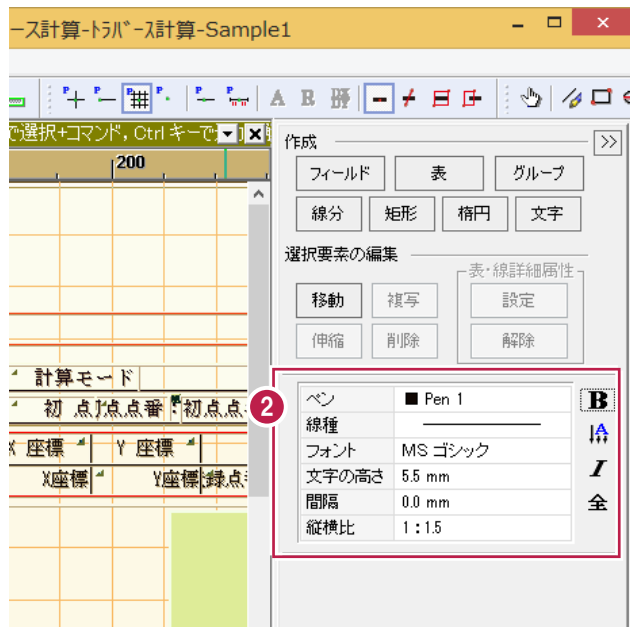 ース計算-トラバース計算-Sample1
A R
で選択+コマンド, Ctrl キーで
200
作成
>>
フィールド 表 グループ
線分 矩形 楕円 文字
選択要素の編集
表・線詳細属性
移動 複写 設定
伸縮 削除 解除
計算モード
初 点 点点番 初点点
座標 Y 座標
X座標 Y座標 録点
2
ペン ■ Pen 1 B
線種 A
フォント MS ゴシック I
文字の高さ 5.5 mm
間隔 0.0 mm 全
縦横比 1:1.5